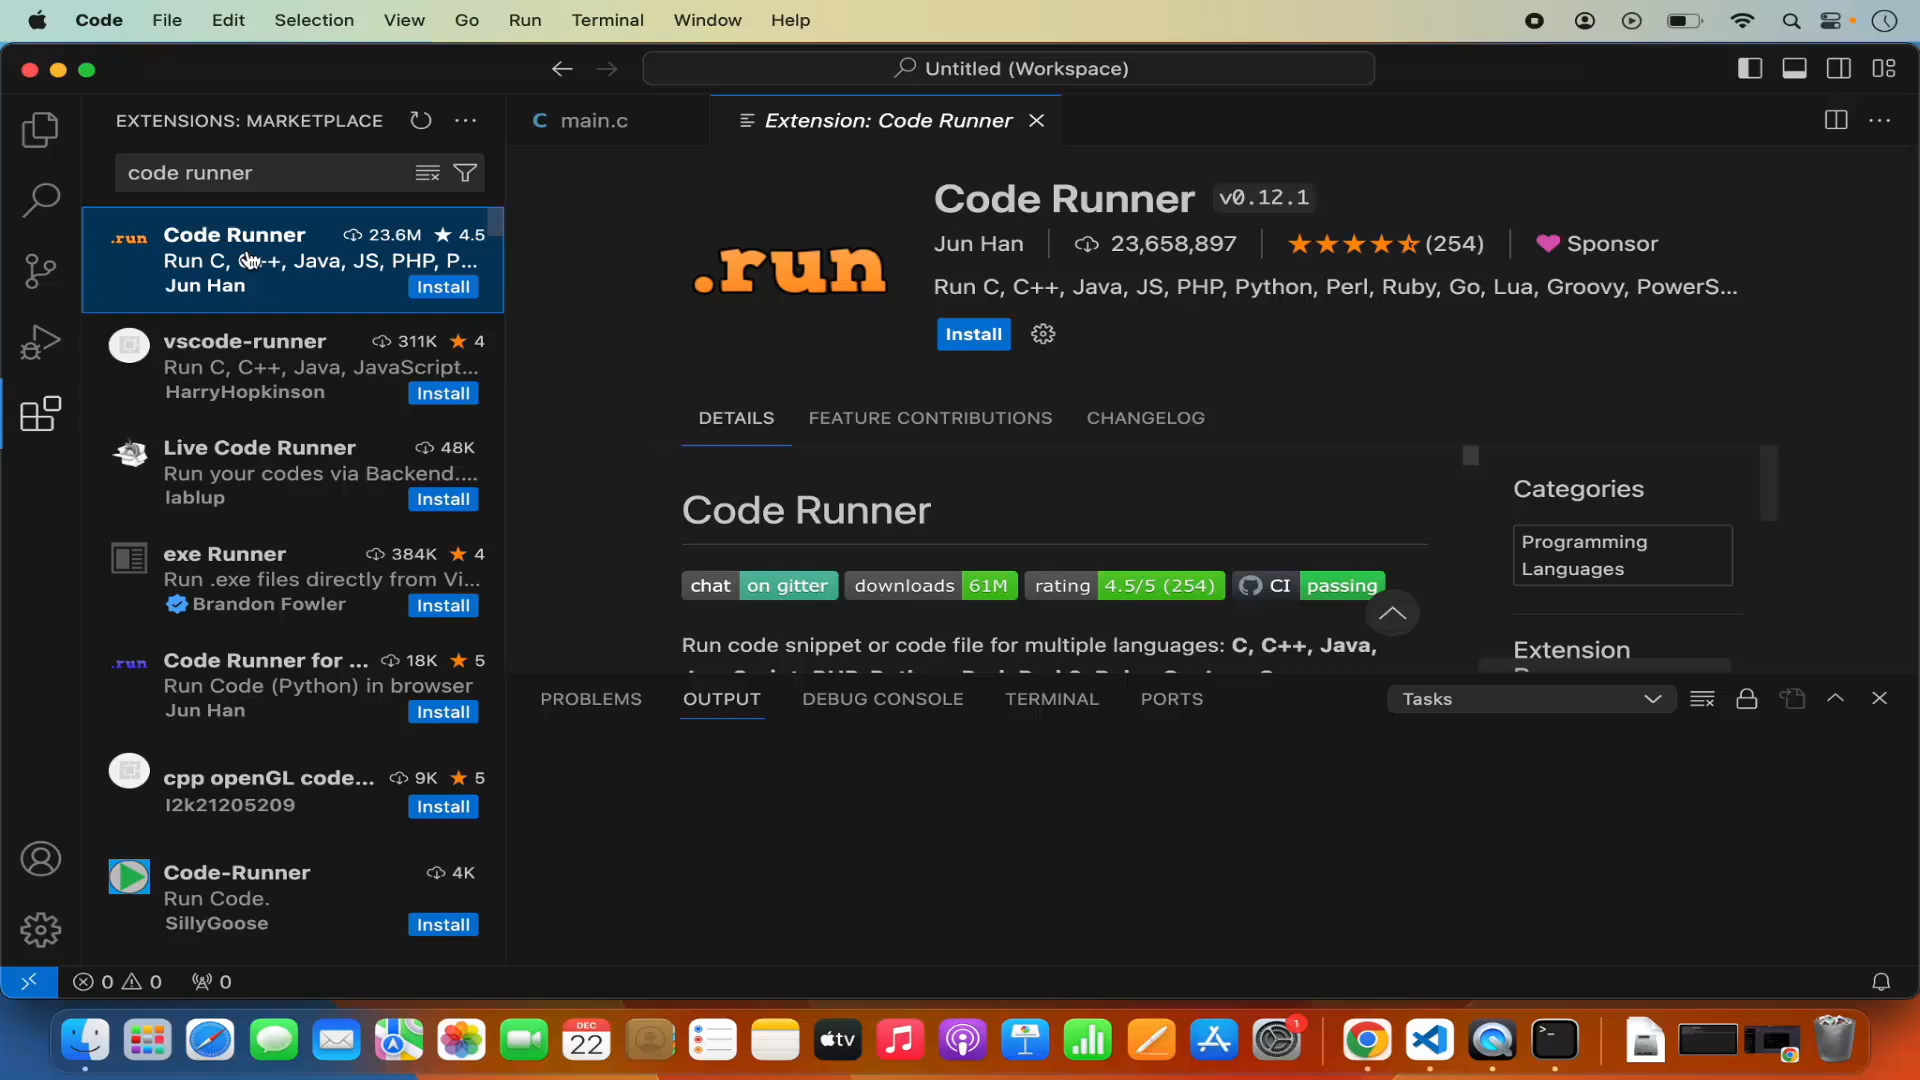 Code File Edit Selection View Go Run Terminal Window Help
Untitled (Workspace)
EXTENSIONS: MARKETPLACE
code runner
.run
Code Runner 23.6M 4.5
Run C, C++, Java, JS, PHP, P...
Jun Han Install
vscode-runner 311K 4
Run C, C++, Java, JavaScript...
HarryHopkinson Install
Live Code Runner 48K
Run your codes via Backend....
lablup Install
exe Runner 384K 4
Run .exe files directly from Vi...
Brandon Fowler Install
.run
Code Runner for ... 18K 5
Run Code (Python) in browser
Jun Han Install
cpp openGL code... 9K 5
l2k21205209 Install
Code-Runner 4K
Run Code.
SillyGoose Install
C main.c
Extension: Code Runner
.run
Code Runner v0.12.1
Jun Han 23,658,897 (254) Sponsor
Run C, C++, Java, JS, PHP, Python, Perl, Ruby, Go, Lua, Groovy, PowerS...
Install
DETAILS FEATURE CONTRIBUTIONS CHANGELOG
Code Runner
chat on gitter downloads 61M rating 4.5/5 (254) CI passing
Run code snippet or code file for multiple languages: C, C++, Java,
Categories
Programming
Languages
Extension
PROBLEMS OUTPUT DEBUG CONSOLE TERMINAL PORTS Tasks
0 0 0
DEC
22
tv
1